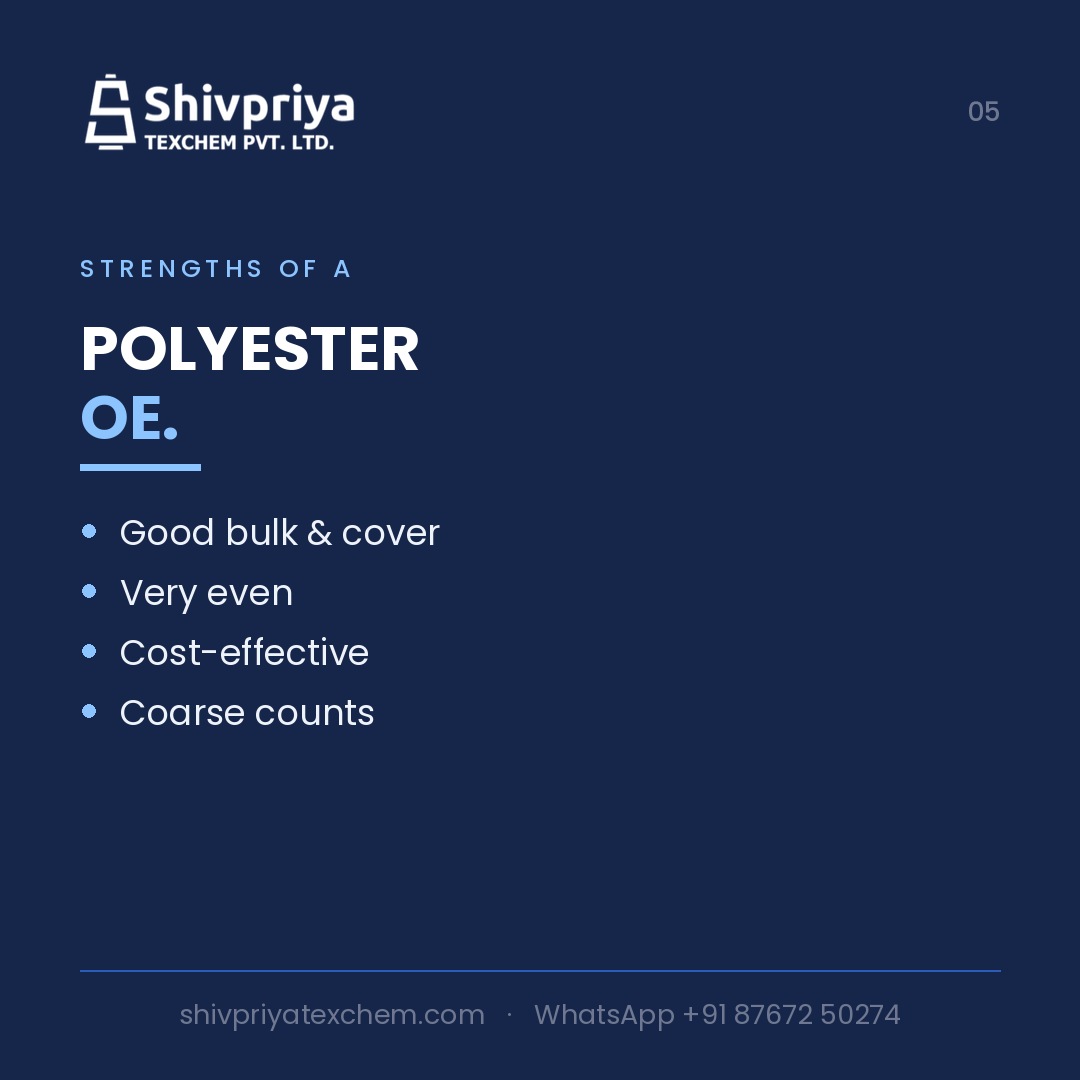 Shivpriya
TEXCHEM PVT. LTD.
05
STRENGTHS OF A
POLYESTER
OE.
• Good bulk & cover
• Very even
• Cost-effective
• Coarse counts
shivpriyatexchem.com · WhatsApp +91 87672 50274